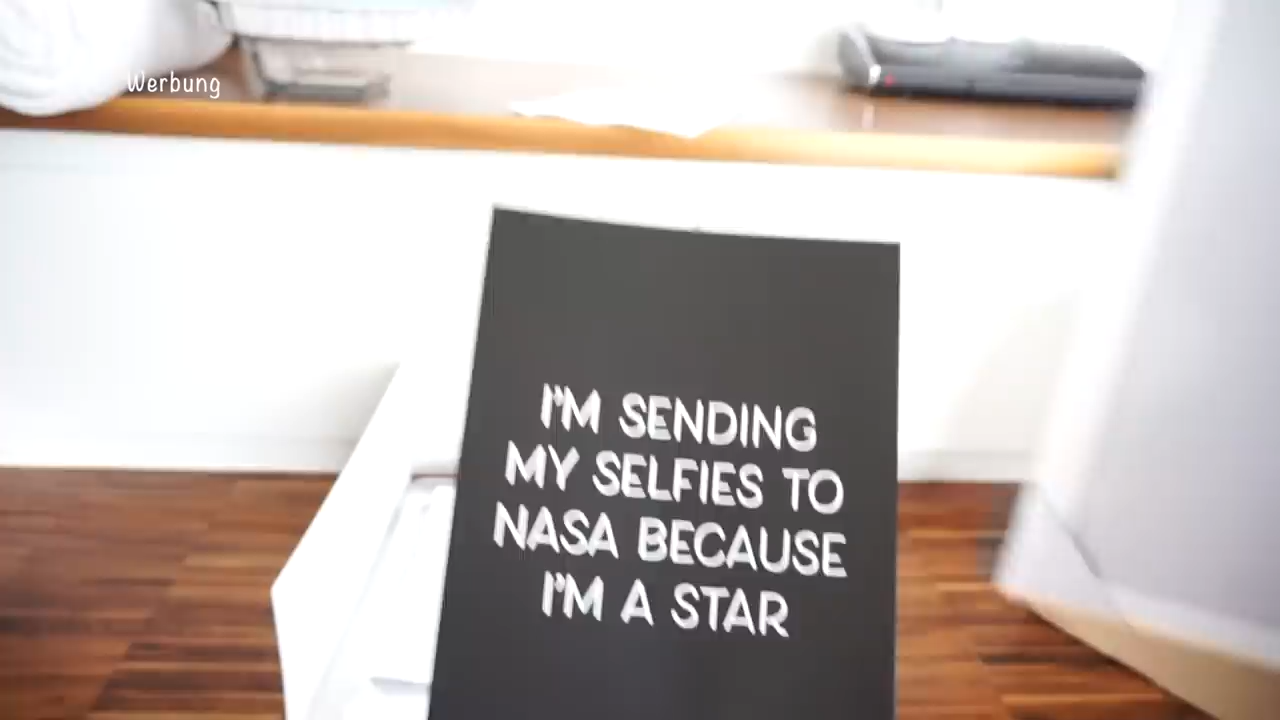 Werbung
I'M SENDING
MY SELFIES TO
NASA BECAUSE
I'M A STAR